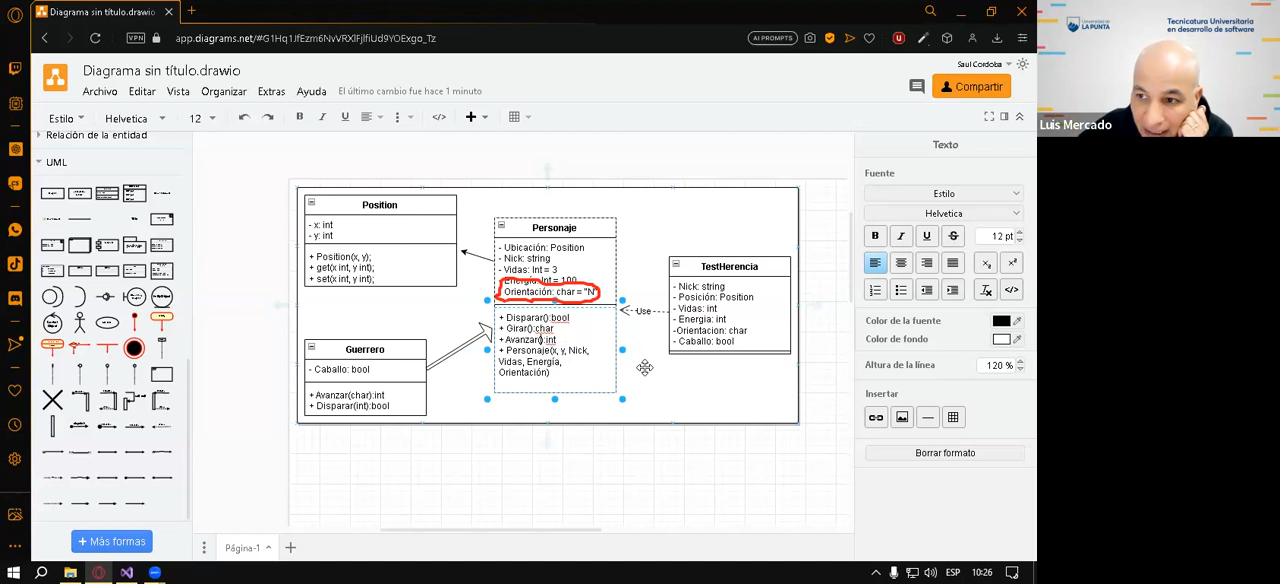 Diagrama sin título.drawio
VPN
app.diagrams.net/#G1Hq1JfEzm6NvVRXIFjlfiUd9YOExgo_Tz
AI PROMPTS
Universidad de
LA PUNTA
Tecnicatura Universitaria
en desarrollo de software
Luis Mercado
Diagrama sin título.drawio
Saul Cordoba
Archivo Editar Vista Organizar Extras Ayuda El último cambio fue hace 1 minuto
Compartir
Estilo Helvetica 12 B I U </>
Relación de la entidad
UML
Más formas
Position
- x: int
- y: int
+ Position(x, y);
+ get(x int, y int);
+ set(x int, y int);
Personaje
- Ubicación: Position
- Nick: string
- Vidas: Int = 3
Energía: Int = 100
Orientación: char = "N"
+ Disparar():bool
+ Girar():char
+ Avanzar():int
+ Personaje(x, y, Nick,
Vidas, Energía,
Orientación)
Guerrero
- Caballo: bool
+ Avanzar(char):int
+ Disparar(int):bool
Use
TestHerencia
- Nick: string
- Posición: Position
- Vidas: int
- Energia: int
-Orientacion: char
- Caballo: bool
Texto
Fuente
Estilo
Helvetica
B I U S 12 pt
Color de la fuente
Color de fondo
Altura de la línea 120 %
Insertar
Borrar formato
Página-1
ESP 10:26